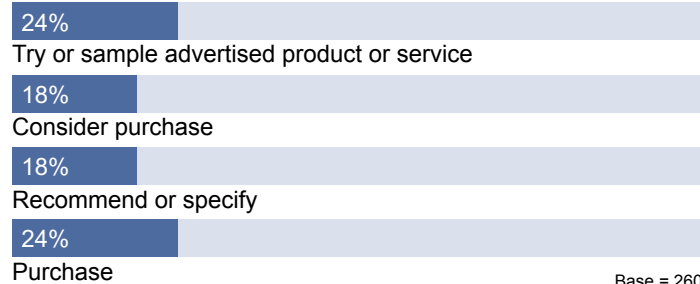 24%
Try or sample advertised product or service
18%
Consider purchase
18%
Recommend or specify
24%
Purchase
Base = 260